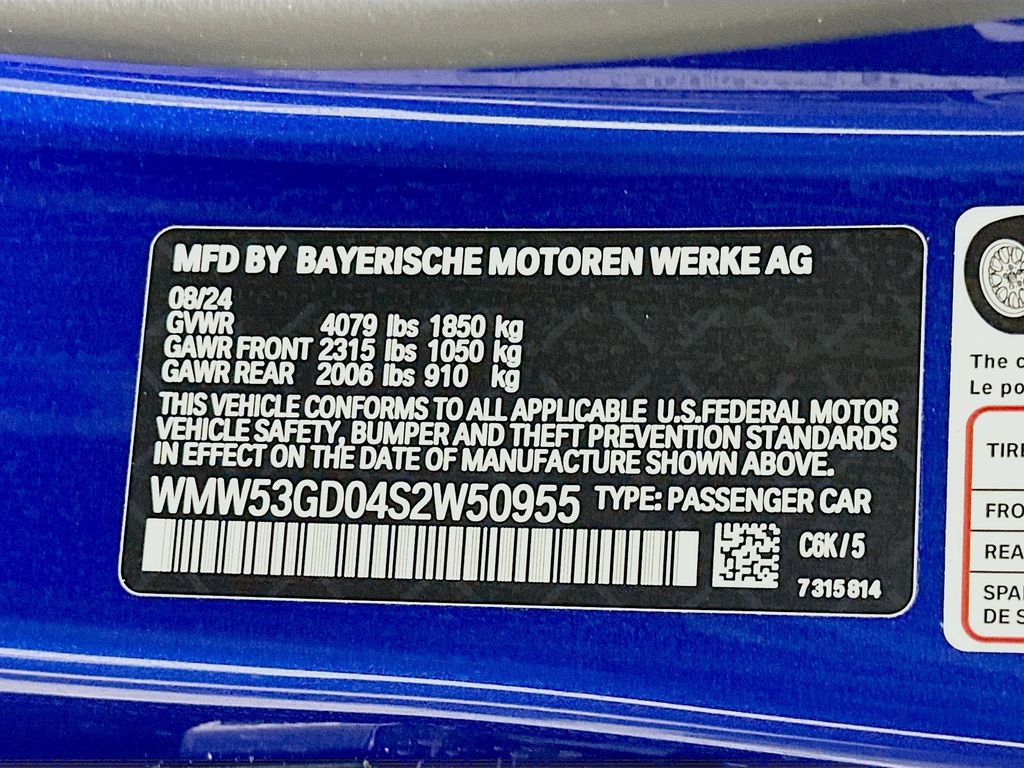 MFD BY BAYERISCHE MOTOREN WERKE AG
08/24
GVWR 4079 lbs 1850 kg
GAWR FRONT 2315 lbs 1050 kg
GAWR REAR 2006 lbs 910 kg
THIS VEHICLE CONFORMS TO ALL APPLICABLE U.S.FEDERAL MOTOR
VEHICLE SAFETY, BUMPER AND THEFT PREVENTION STANDARDS
IN EFFECT ON THE DATE OF MANUFACTURE SHOWN ABOVE.
WMW53GD04S2W50955 TYPE: PASSENGER CAR
C6K/5
7315814
The c
Le po
TIRE
FRO
REA
SPA
DE S